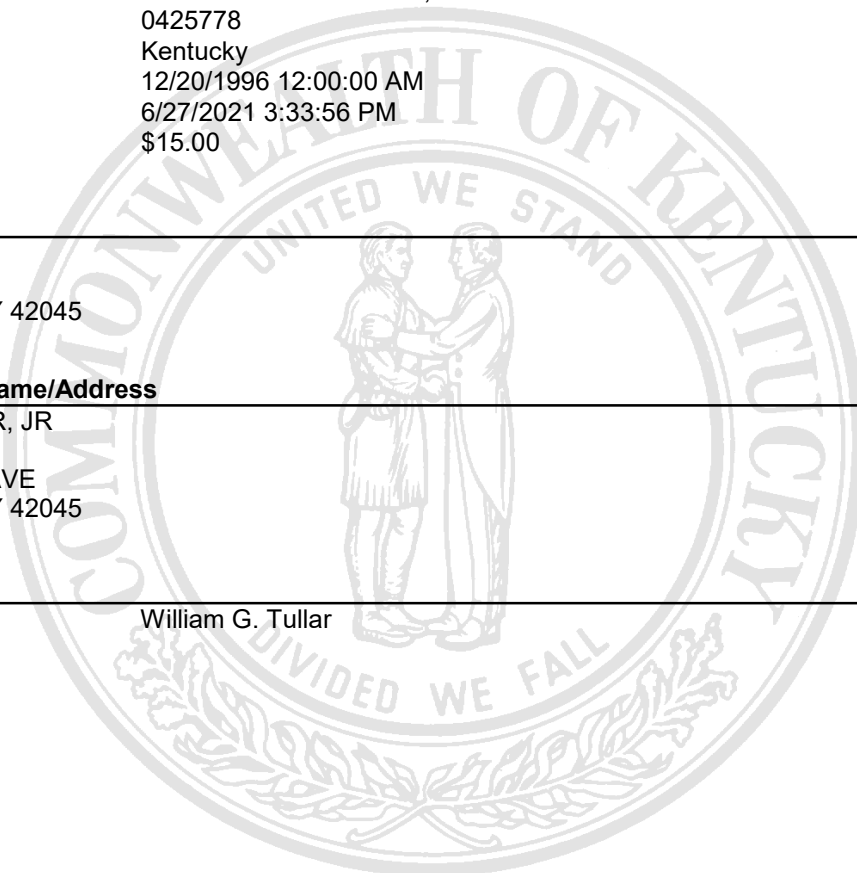 0425778
Kentucky
12/20/1996 12:00:00 AM
6/27/2021 3:33:56 PM
$15.00
42045
ame/Address
R, JR
AVE
42045
William G. Tullar
COMMONWEALTH OF KENTUCKY
UNITED WE STAND
DIVIDED WE FALL